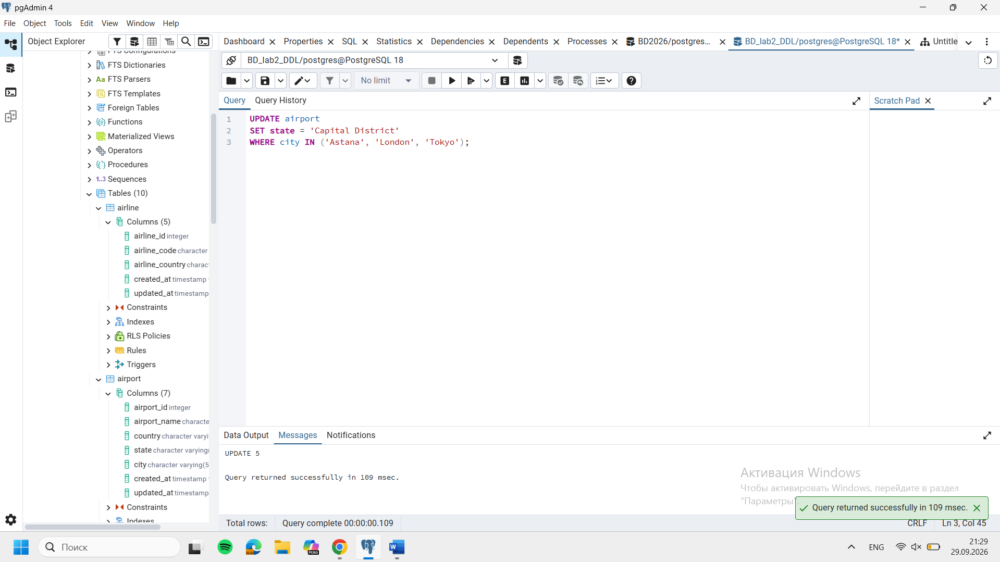 pgAdmin 4
File Object Tools Edit View Window Help
Object Explorer
Dashboard Properties SQL Statistics Dependencies Dependents Processes BD2026/postgres... BD_lab2_DDL/postgres@PostgreSQL 18* Untitle
BD_lab2_DDL/postgres@PostgreSQL 18
No limit
E
Query Query History
Scratch Pad
FTS Configurations
FTS Dictionaries
Aa FTS Parsers
FTS Templates
Foreign Tables
Functions
Materialized Views
Operators
Procedures
1..3 Sequences
Tables (10)
airline
Columns (5)
airline_id integer
airline_code character
airline_country charac
created_at timestamp
updated_at timestamp
Constraints
Indexes
RLS Policies
Rules
Triggers
airport
Columns (7)
airport_id integer
airport_name characte
country character varyi
state character varying(
city character varying(5
created_at timestamp
updated_at timestamp
Constraints
Indexes
1 UPDATE airport
2 SET state = 'Capital District'
3 WHERE city IN ('Astana', 'London', 'Tokyo');
Data Output Messages Notifications
UPDATE 5
Query returned successfully in 109 msec.
Активация Windows
Чтобы активировать Windows, перейдите в раздел
"Параметры".
Query returned successfully in 109 msec.
Total rows: Query complete 00:00:00.109 CRLF Ln 3, Col 45
Поиск
M365
ENG
21:29
29.09.2026